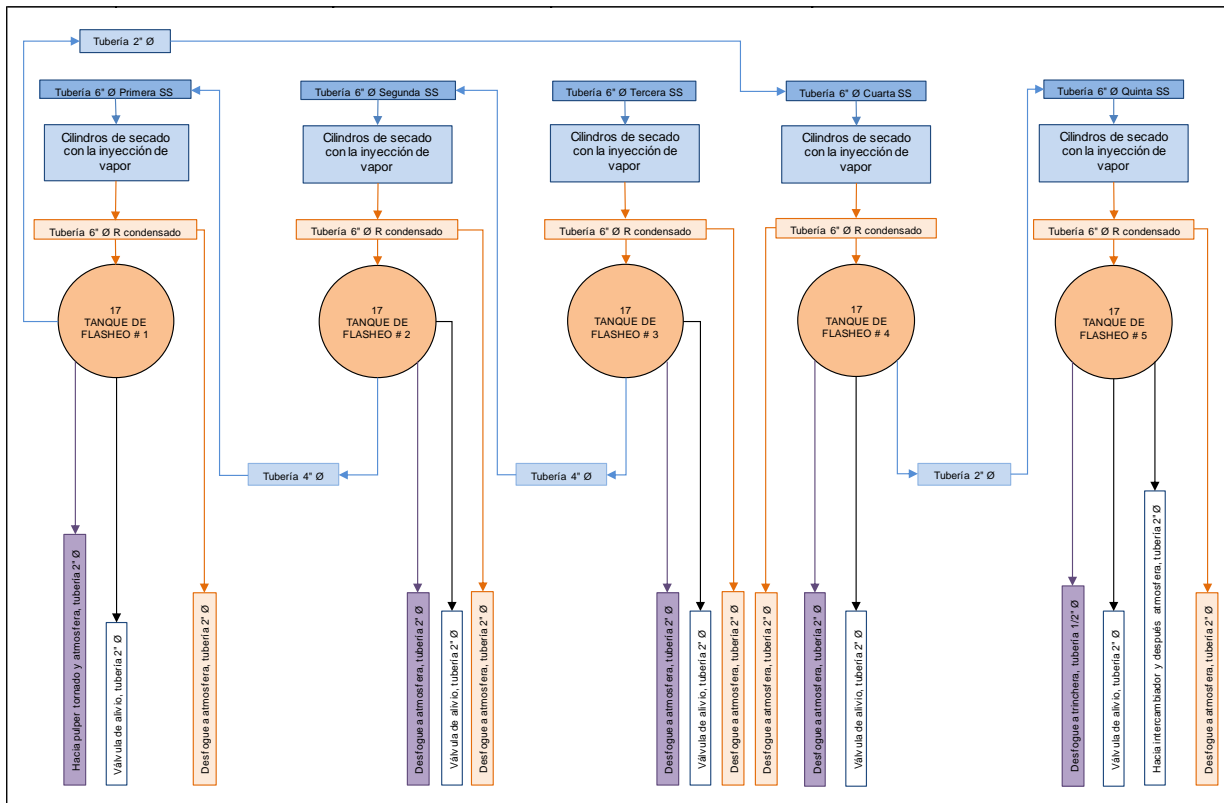 Tubería 2" Ø
Tubería 6" Ø Primera SS
Tubería 6" Ø Segunda SS
Tubería 6" Ø Tercera SS
Tubería 6" Ø Cuarta SS
Tubería 6" Ø Quinta SS
Cilindros de secado
con la inyección de
vapor
Cilindros de secado
con la inyección de
vapor
Cilindros de secado
con la inyección de
vapor
Cilindros de secado
con la inyección de
vapor
Cilindros de secado
con la inyección de
vapor
Tubería 6" Ø R condensado
Tubería 6" Ø R condensado
Tubería 6" Ø R condensado
Tubería 6" Ø R condensado
Tubería 6" Ø R condensado
17
TANQUE DE
FLASHEO # 1
17
TANQUE DE
FLASHEO # 2
17
TANQUE DE
FLASHEO # 3
17
TANQUE DE
FLASHEO # 4
17
TANQUE DE
FLASHEO # 5
Tubería 4" Ø
Tubería 4" Ø
Tubería 2" Ø
Hacia pulper tornado y atmosfera, tubería 2" Ø
Válvula de alivio, tubería 2" Ø
Desfogue a atmosfera, tubería 2" Ø
Desfogue a atmosfera, tubería 2" Ø
Válvula de alivio, tubería 2" Ø
Desfogue a atmosfera, tubería 2" Ø
Desfogue a atmosfera, tubería 2" Ø
Válvula de alivio, tubería 2" Ø
Desfogue a atmosfera, tubería 2" Ø
Desfogue a atmosfera, tubería 2" Ø
Desfogue a atmosfera, tubería 2" Ø
Válvula de alivio, tubería 2" Ø
Desfogue a trinchera, tubería 1/2" Ø
Válvula de alivio, tubería 2" Ø
Hacia intercambiador y después atmosfera, tubería 2" Ø
Desfogue a atmosfera, tubería 2" Ø